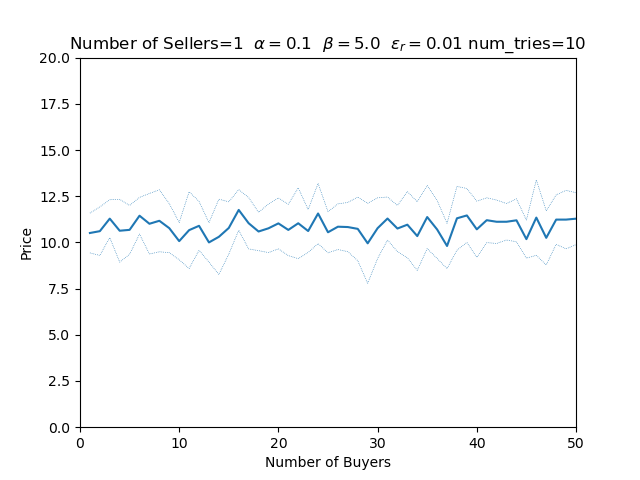 Number of Sellers=1 α = 0.1 β = 5.0 εr = 0.01 num_tries=10
20.0
17.5
15.0
12.5
10.0
7.5
5.0
2.5
0.0
Price
0 10 20 30 40 50
Number of Buyers